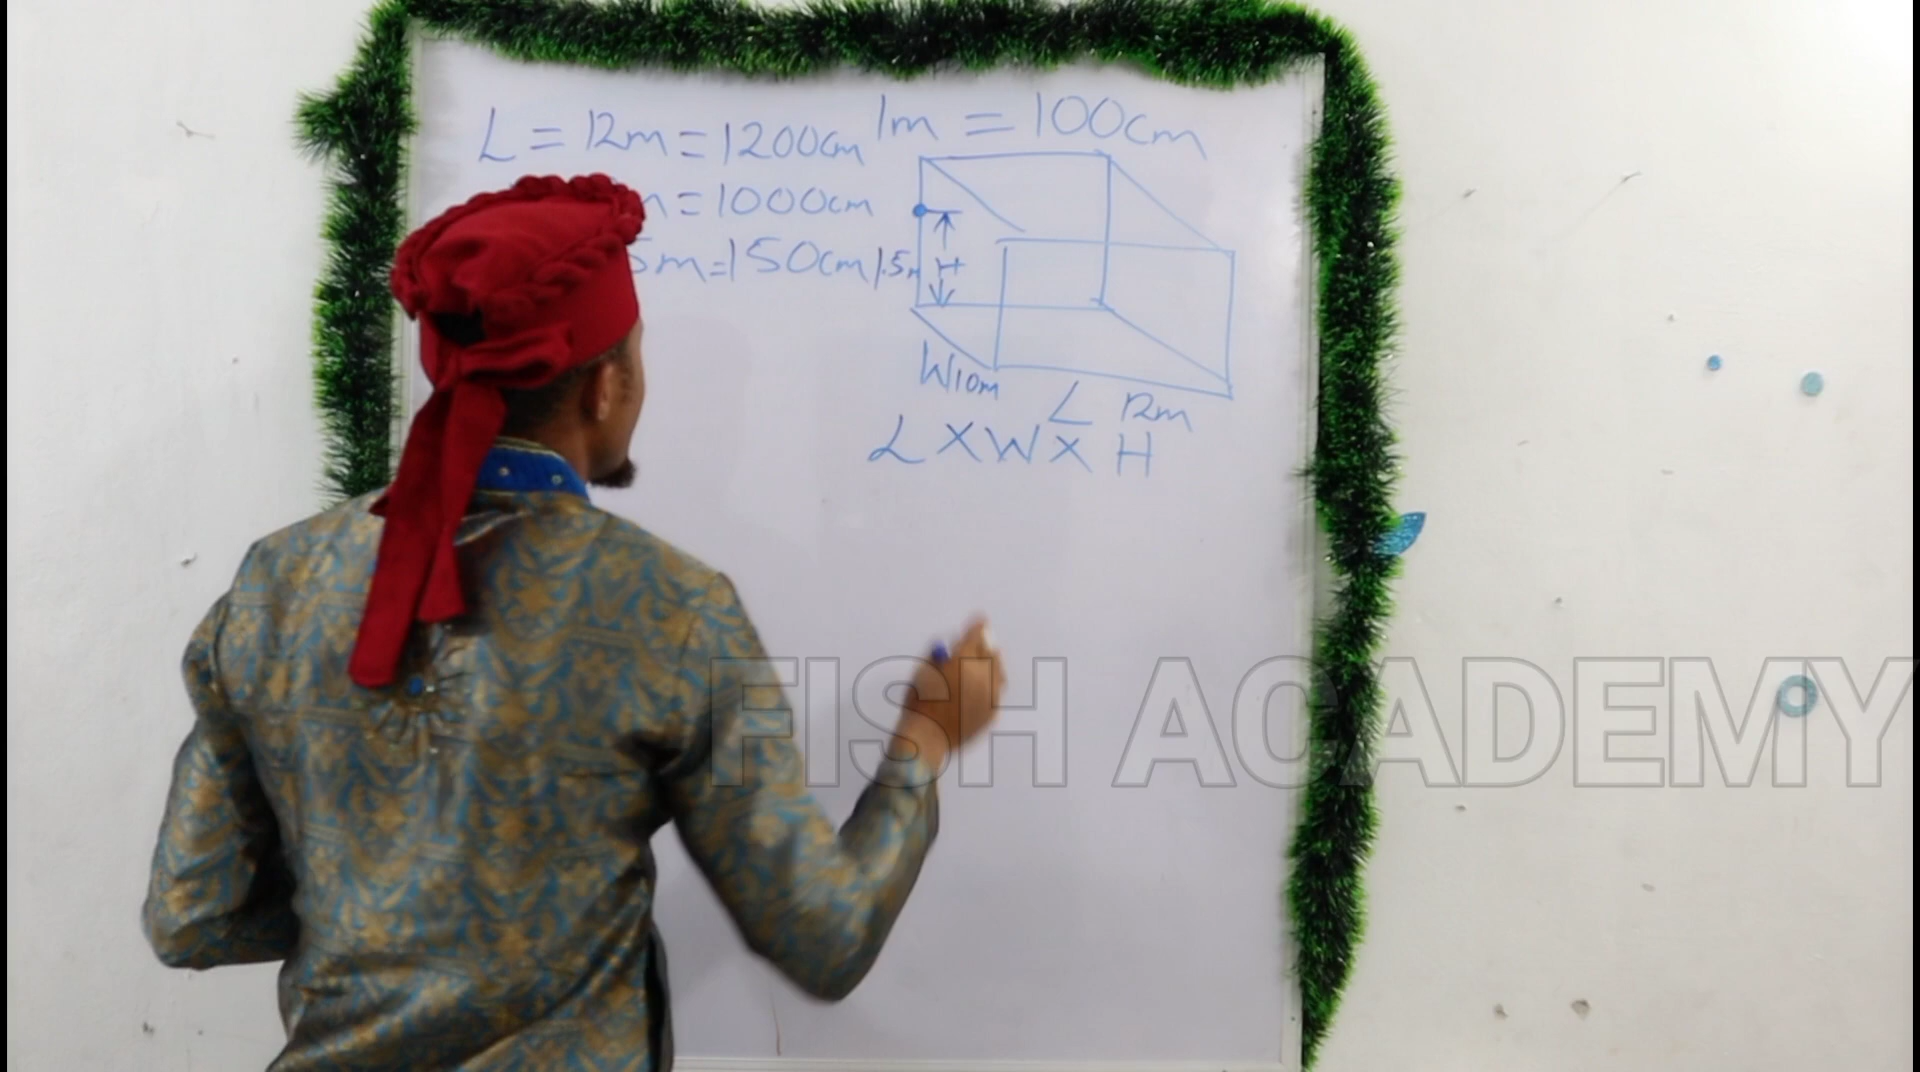 L = 12m = 1200cm
1m = 100cm
= 1000cm
5m = 150cm
1.5m
H
W 10m
L 12m
L X W X H
FISH ACADEMY